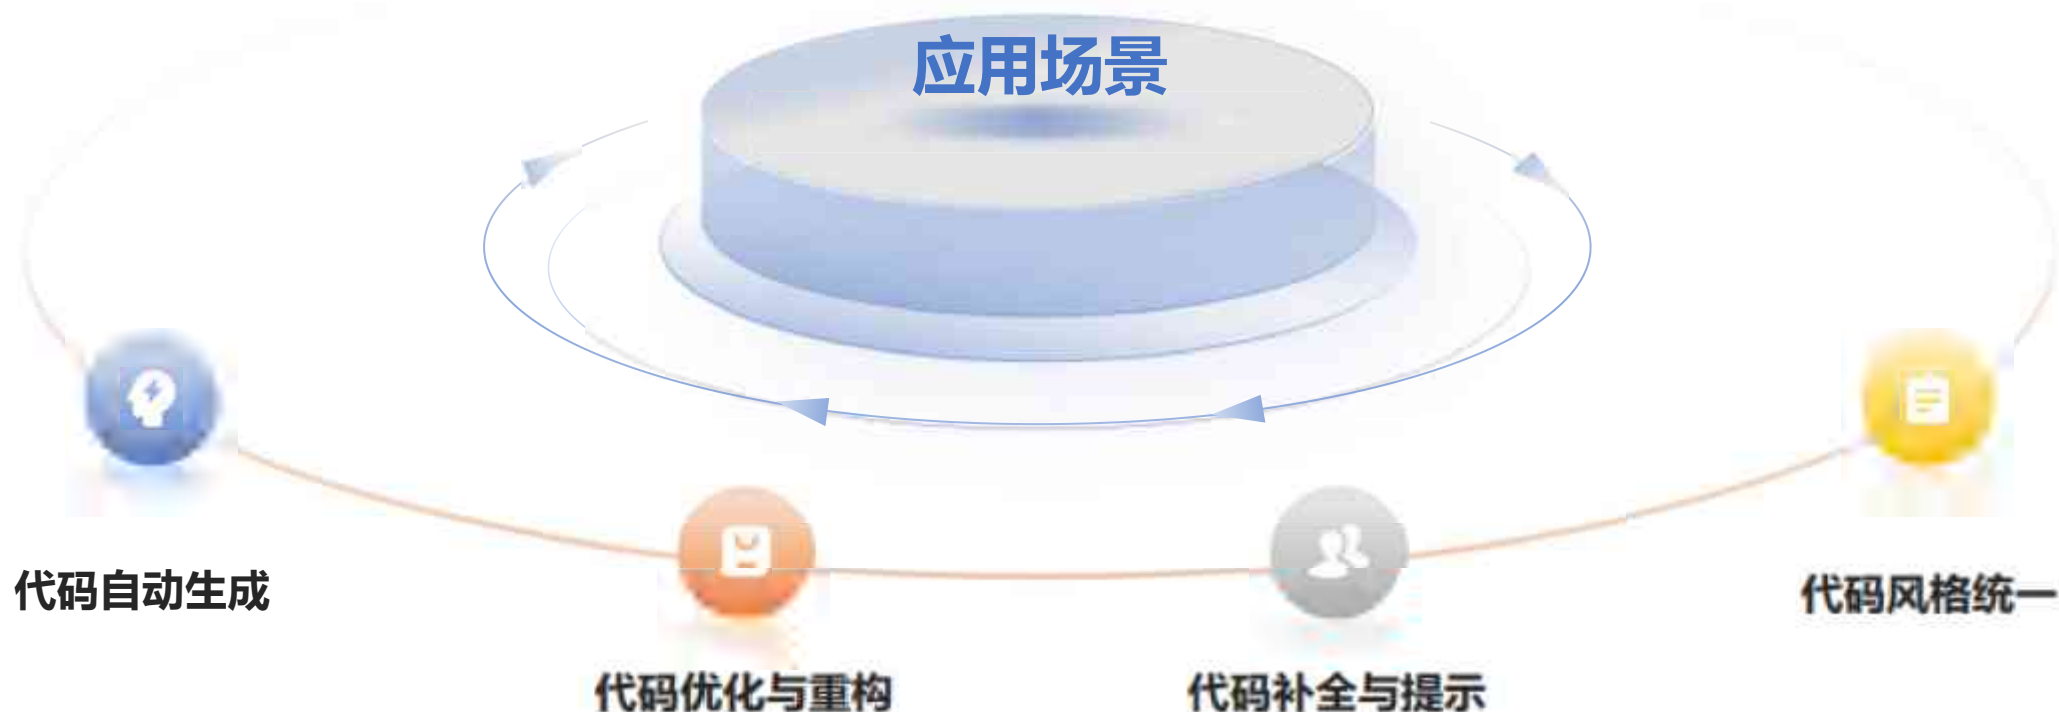 应用场景
代码自动生成
代码优化与重构
代码补全与提示
代码风格统一